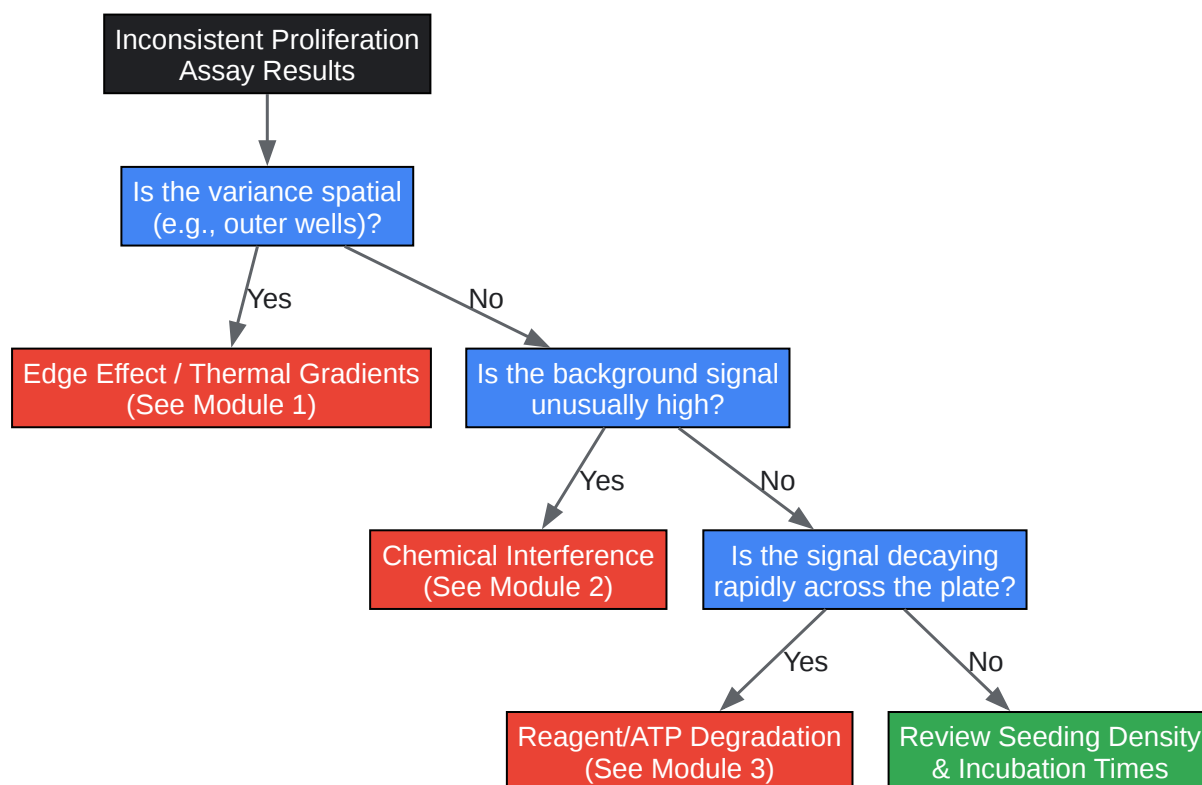 Inconsistent Proliferation
Assay Results
Is the variance spatial
(e.g., outer wells)?
Yes
No
Edge Effect / Thermal Gradients
(See Module 1)
Is the background signal
unusually high?
Yes
No
Chemical Interference
(See Module 2)
Is the signal decaying
rapidly across the plate?
Yes
No
Reagent/ATP Degradation
(See Module 3)
Review Seeding Density
& Incubation Times